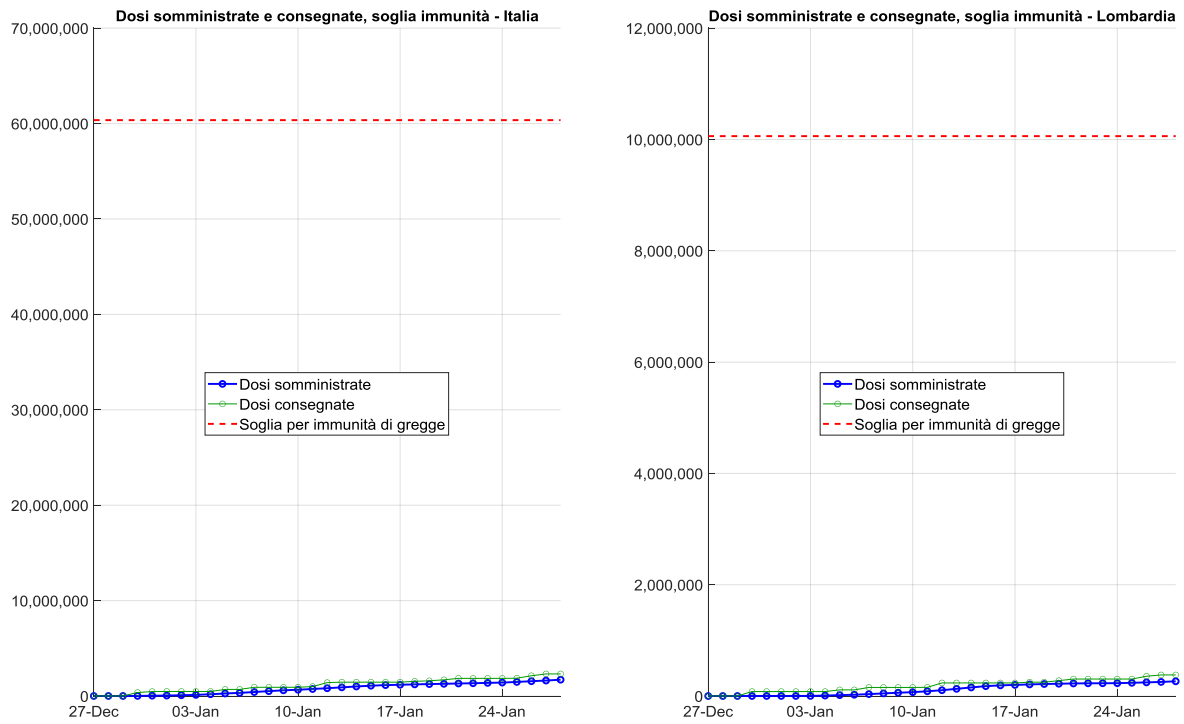 Dosi somministrate e consegnate, soglia immunità - Italia
70,000,000
60,000,000
50,000,000
40,000,000
30,000,000
20,000,000
10,000,000
0
Dosi somministrate
Dosi consegnate
Soglia per immunità di gregge
27-Dec 03-Jan 10-Jan 17-Jan 24-Jan
Dosi somministrate e consegnate, soglia immunità - Lombardia
12,000,000
10,000,000
8,000,000
6,000,000
4,000,000
2,000,000
0
Dosi somministrate
Dosi consegnate
Soglia per immunità di gregge
27-Dec 03-Jan 10-Jan 17-Jan 24-Jan